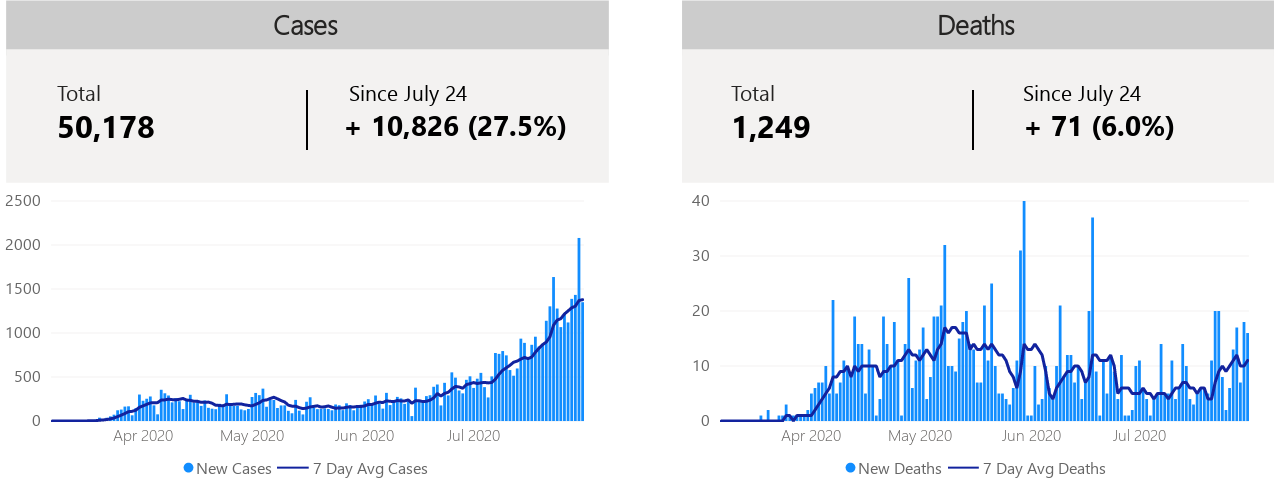 Cases
Total
50,178
Since July 24
+ 10,826 (27.5%)
2500
2000
1500
1000
500
0
Apr 2020 May 2020 Jun 2020 Jul 2020
New Cases 7 Day Avg Cases
Deaths
Total
1,249
Since July 24
+ 71 (6.0%)
40
30
20
10
0
Apr 2020 May 2020 Jun 2020 Jul 2020
New Deaths 7 Day Avg Deaths